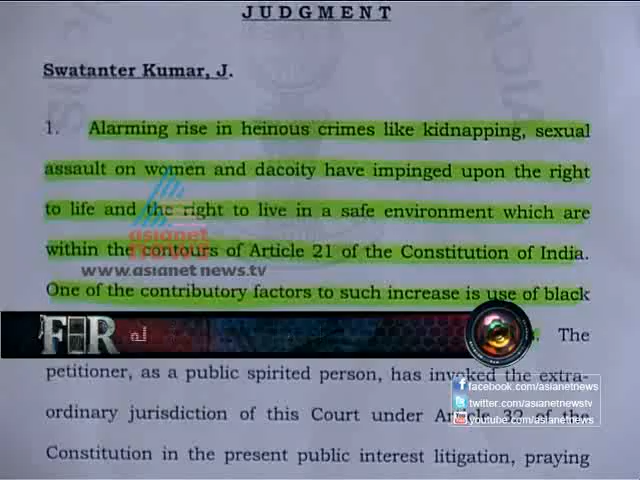 JUDGMENT
Swatanter Kumar, J.
1. Alarming rise in heinous crimes like kidnapping, sexual
assault on women and dacoity have impinged upon the right
to life and the right to live in a safe environment which are
asianet
news
within the contours of Article 21 of the Constitution of India.
www.asianetnews.tv
One of the contributory factors to such increase is use of black
FIR
The
petitioner, as a public spirited person, has invoked the extra-
facebook.com/asianetnews
twitter.com/asianetnewstv
ordinary jurisdiction of this Court under Article 32 of the
You Tube youtube.com/asianetnews
Constitution in the present public interest litigation, praying